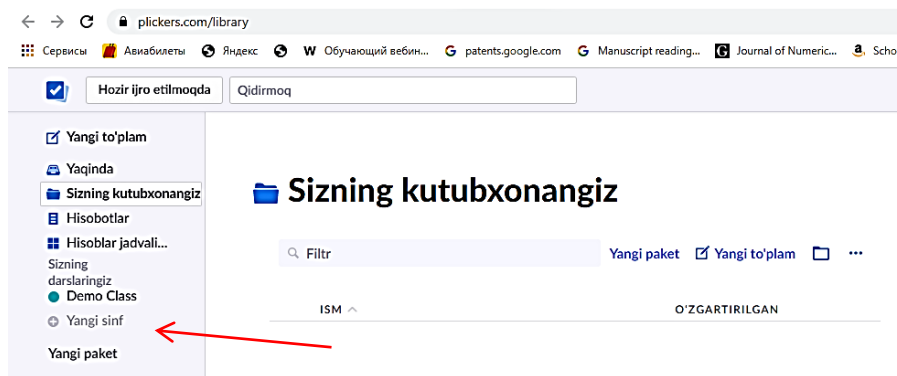 plickers.com/library
Сервисы Авиабилеты Яндекс W Обучающий вебин... G patents.google.com G Manuscript reading... G Journal of Numeric... a. Scho
Hozir ijro etilmoqda Qidirmoq
Yangi to'plam
Yaqinda
Sizning kutubxonangiz
Hisobotlar
Hisoblar jadvali...
Sizning
darslaringiz
Demo Class
Yangi sinf
Yangi paket
Sizning kutubxonangiz
Filtr Yangi paket Yangi to'plam
ISM O'ZGARTIRILGAN